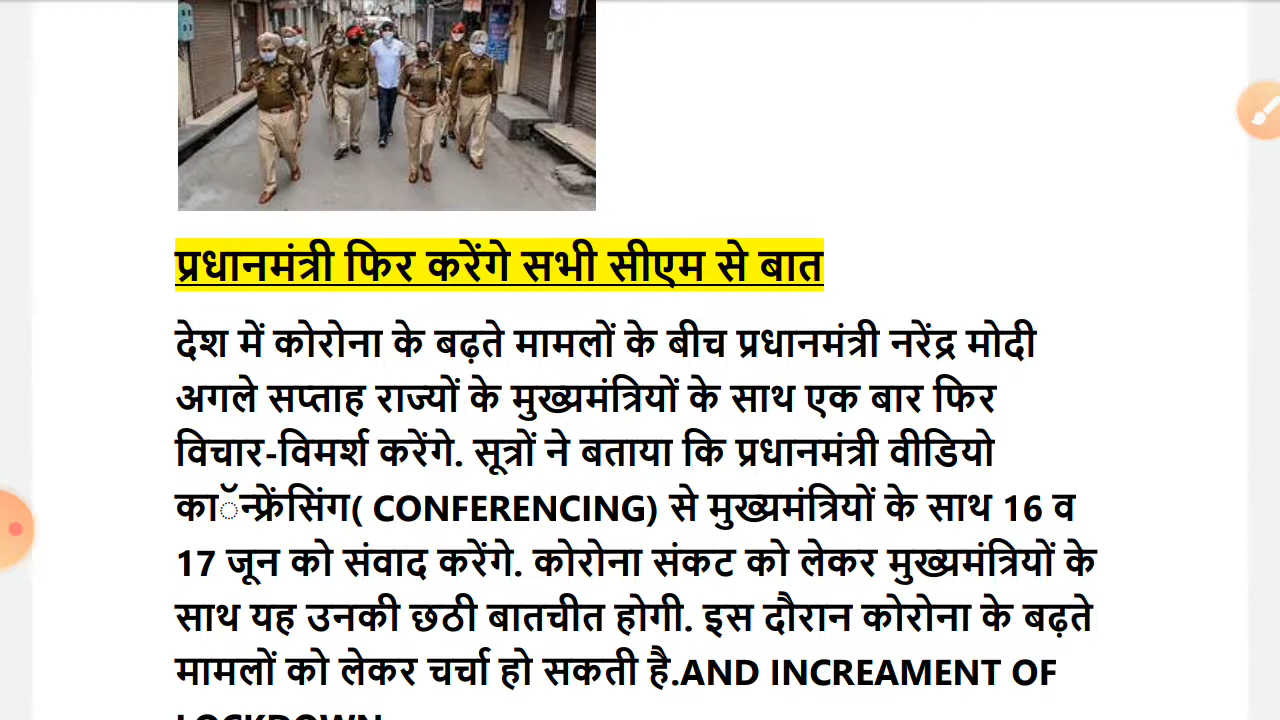 प्रधानमंत्री फिर करेंगे सभी सीएम से बात
देश में कोरोना के बढ़ते मामलों के बीच प्रधानमंत्री नरेंद्र मोदी
अगले सप्ताह राज्यों के मुख्यमंत्रियों के साथ एक बार फिर
विचार-विमर्श करेंगे. सूत्रों ने बताया कि प्रधानमंत्री वीडियो
काॅन्फ्रेंसिंग( CONFERENCING) से मुख्यमंत्रियों के साथ 16 व
17 जून को संवाद करेंगे. कोरोना संकट को लेकर मुख्यमंत्रियों के
साथ यह उनकी छठी बातचीत होगी. इस दौरान कोरोना के बढ़ते
मामलों को लेकर चर्चा हो सकती है.AND INCREAMENT OF
LOCKDOWN